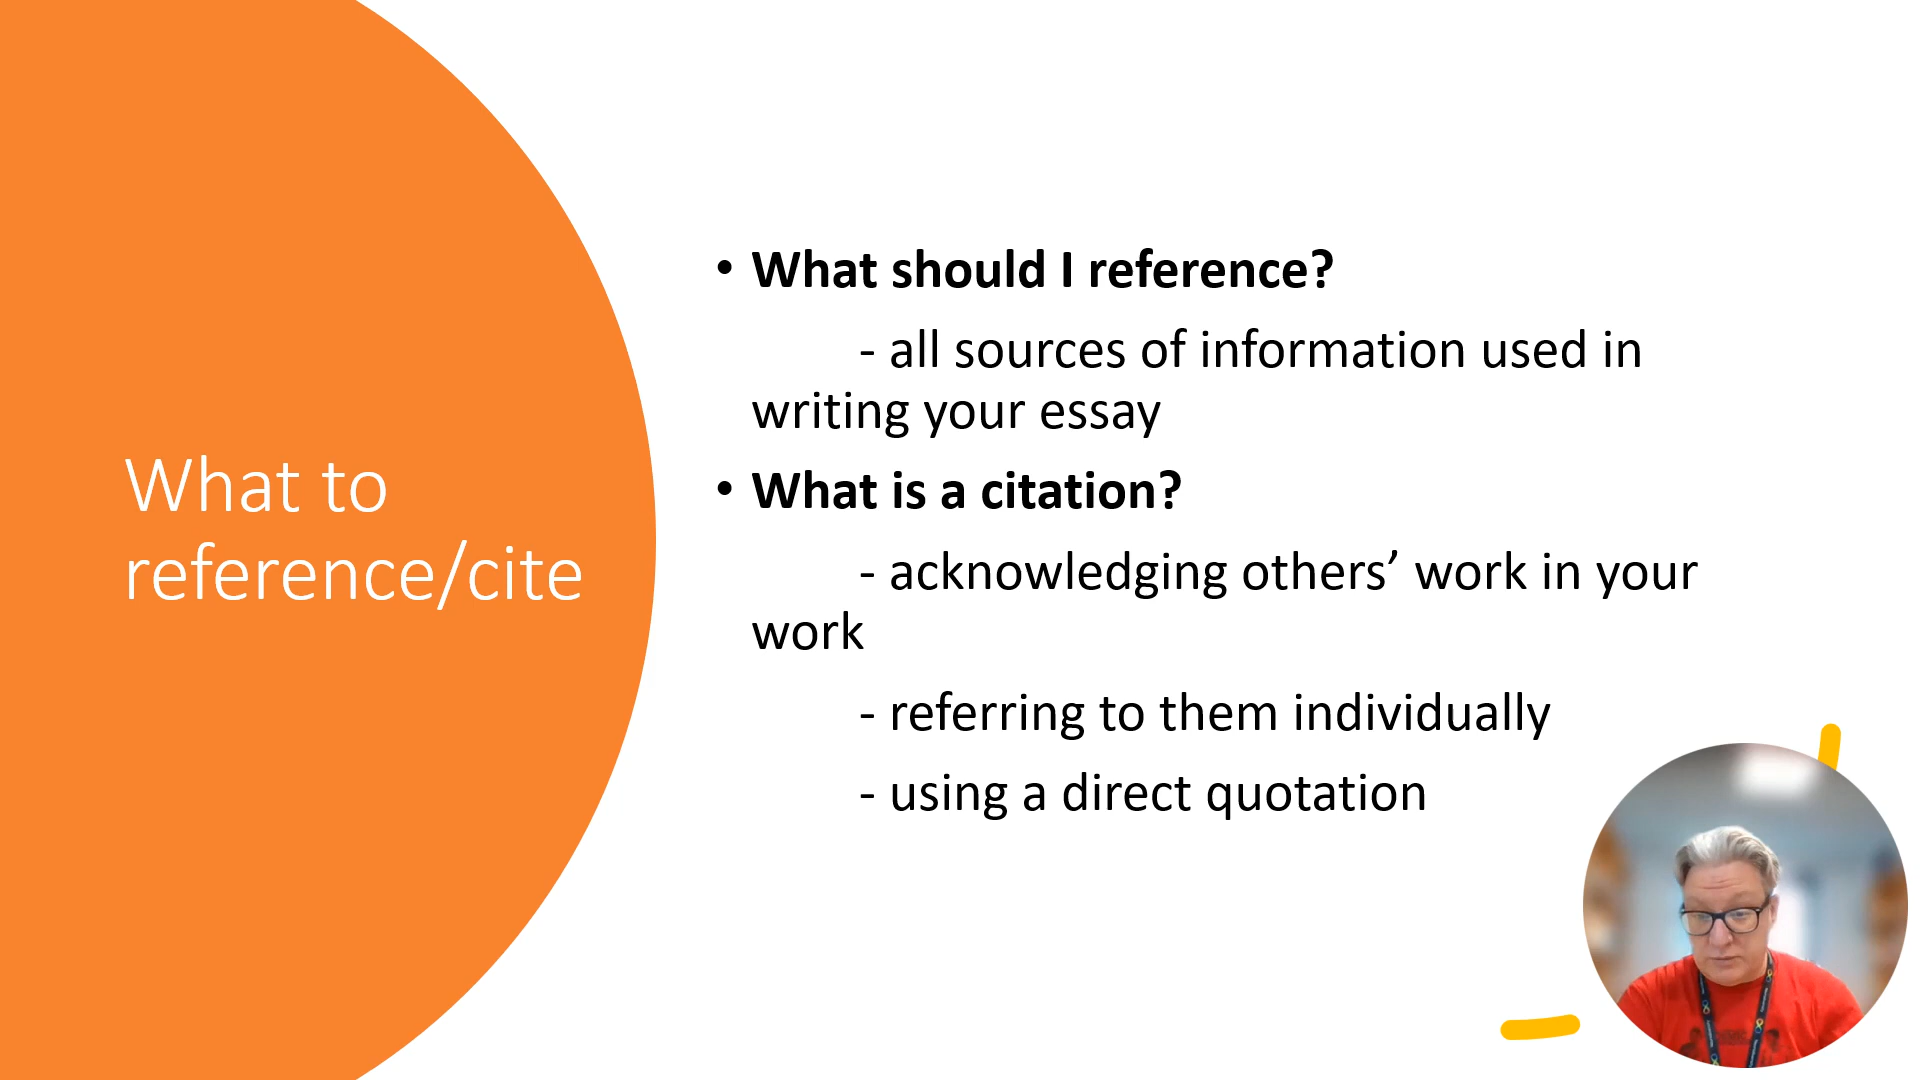 What to
reference/cite
• What should I reference?
- all sources of information used in
writing your essay
• What is a citation?
- acknowledging others’ work in your
work
- referring to them individually
- using a direct quotation